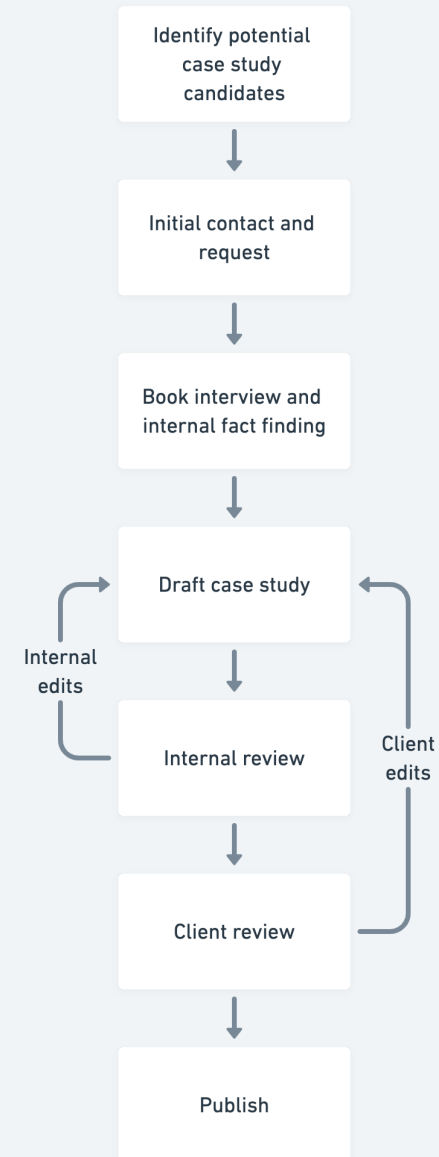 Identify potential
case study
candidates
Initial contact and
request
Book interview and
internal fact finding
Draft case study
Internal
edits
Internal review
Client
edits
Client review
Publish